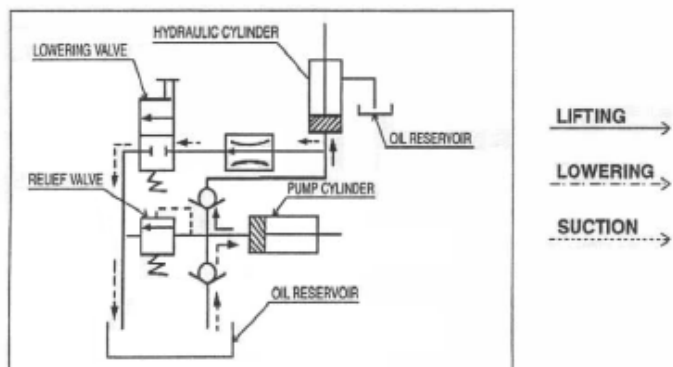 HYDRAULIC CYLINDER
LOWERING VALVE
OIL RESERVOIR
RELIEF VALVE
PUMP CYLINDER
OIL RESERVOIR
LIFTING
LOWERING
SUCTION